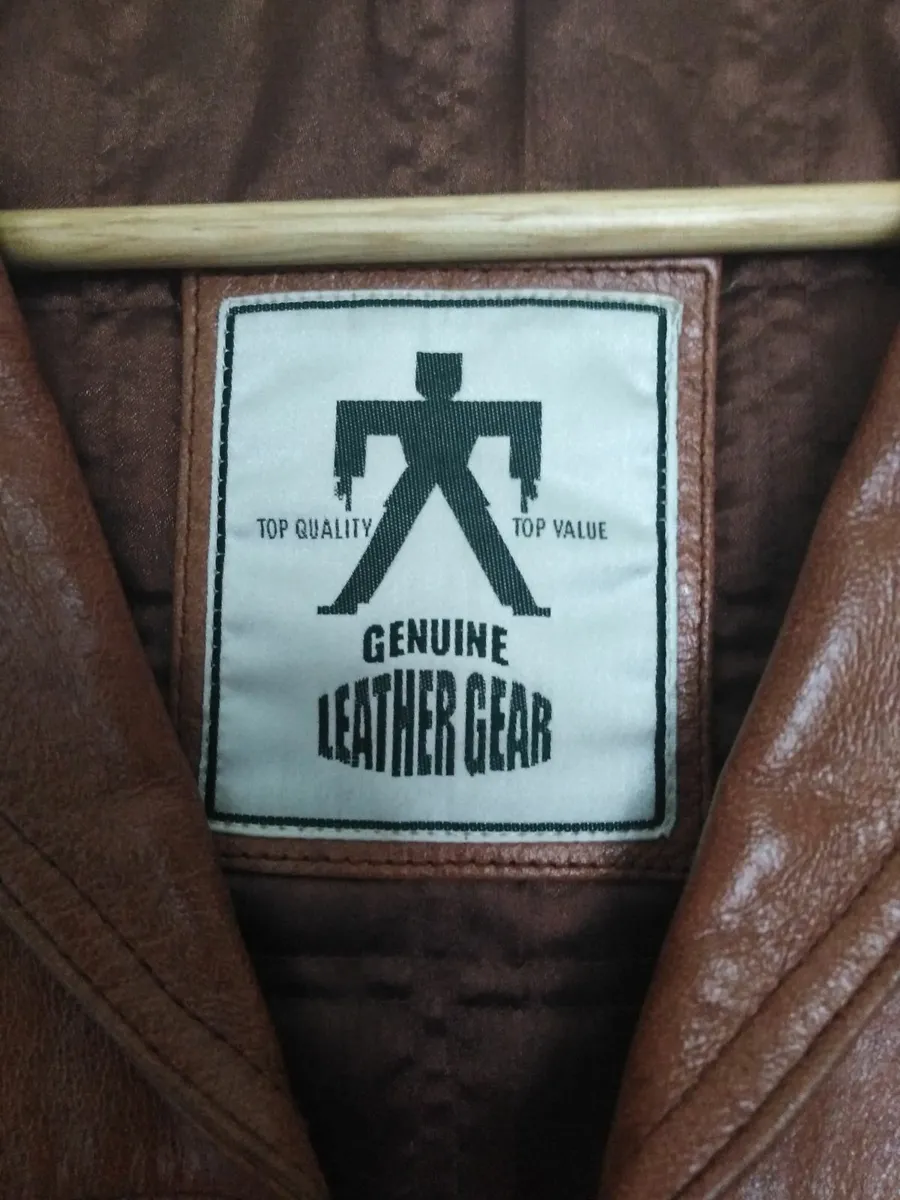 TOP QUALITY TOP VALUE
GENUINE
LEATHER GEAR